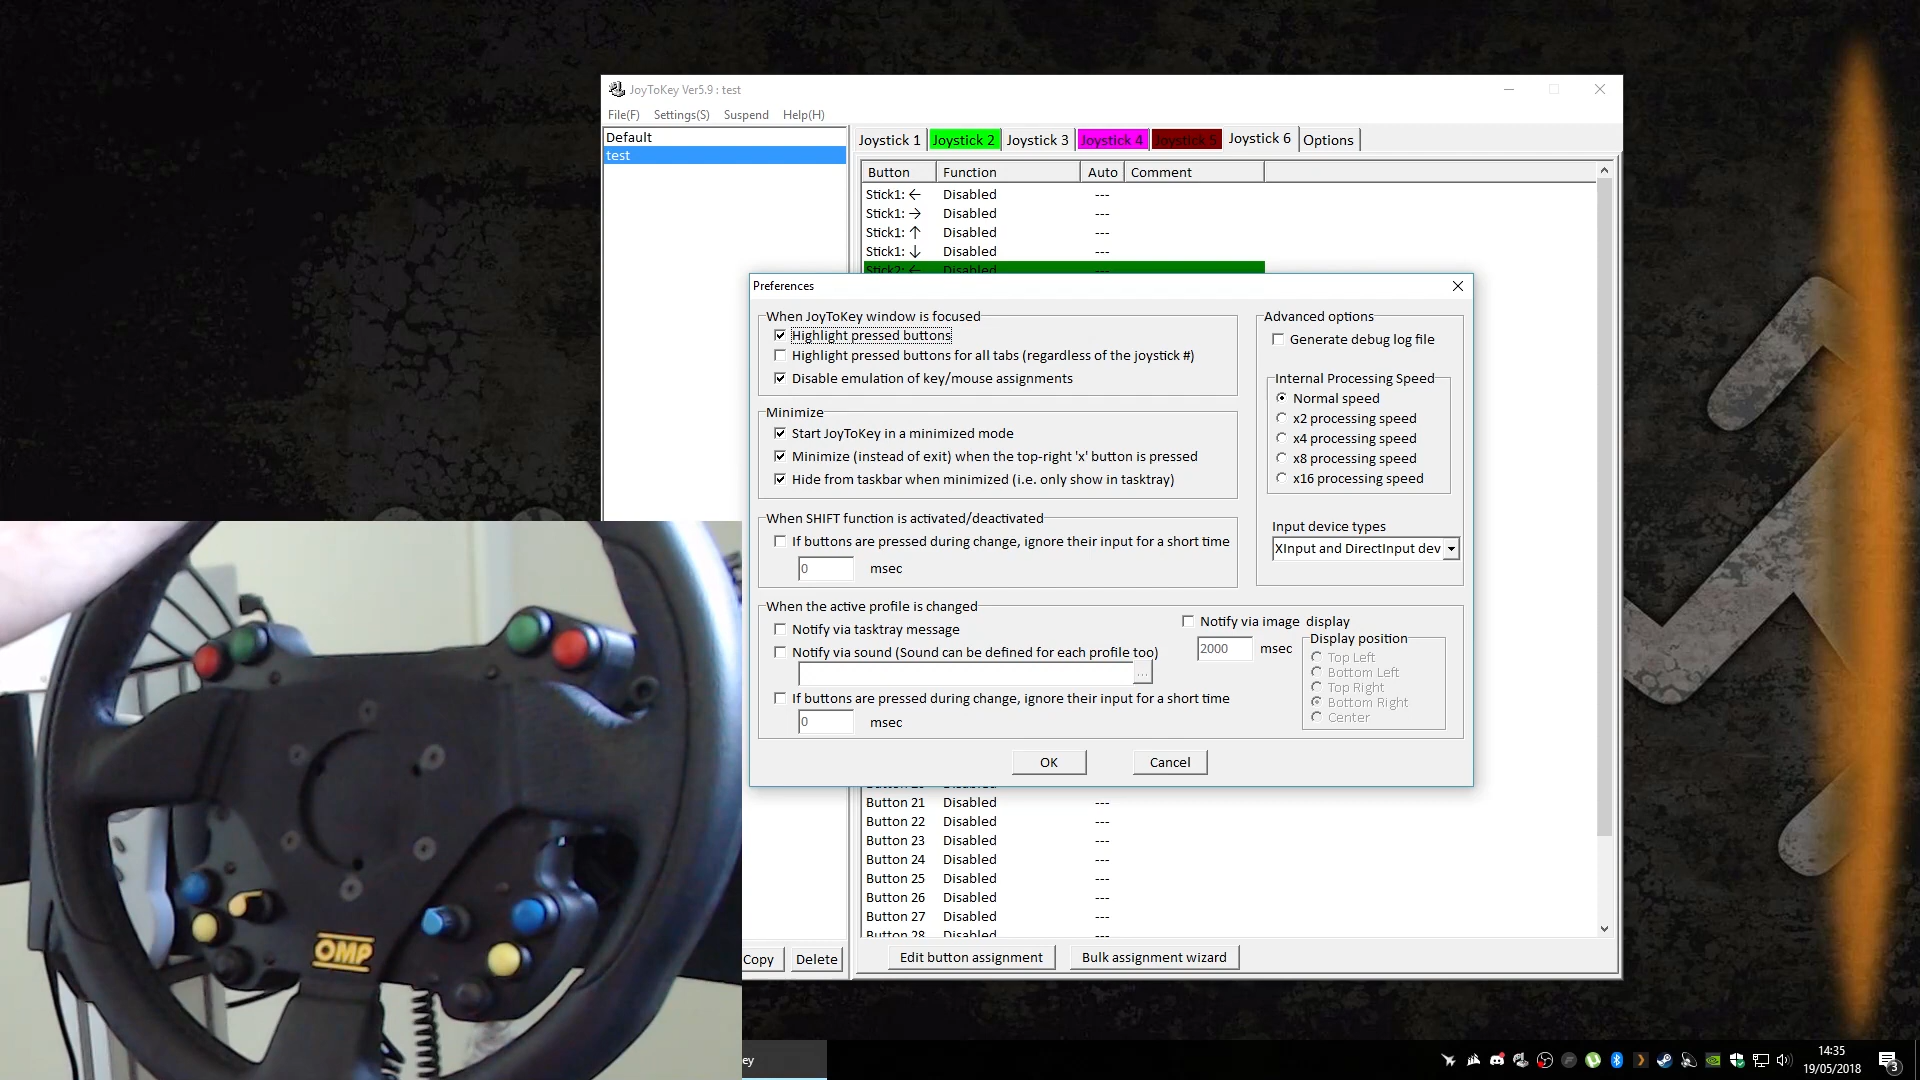 JoyToKey Ver5.9 : test
File(F) Settings(S) Suspend Help(H)
Default
test
Joystick 1 Joystick 2 Joystick 3 Joystick 4 Joystick 5 Joystick 6 Options
Button Function Auto Comment
Stick1: ← Disabled ---
Stick1: → Disabled ---
Stick1: ↑ Disabled ---
Stick1: ↓ Disabled ---
Stick2: ← Disabled ---
Preferences
When JoyToKey window is focused
Highlight pressed buttons
Highlight pressed buttons for all tabs (regardless of the joystick #)
Disable emulation of key/mouse assignments
Minimize
Start JoyToKey in a minimized mode
Minimize (instead of exit) when the top-right 'x' button is pressed
Hide from taskbar when minimized (i.e. only show in tasktray)
When SHIFT function is activated/deactivated
If buttons are pressed during change, ignore their input for a short time
0 msec
Advanced options
Generate debug log file
Internal Processing Speed
Normal speed
x2 processing speed
x4 processing speed
x8 processing speed
x16 processing speed
Input device types
XInput and DirectInput dev
When the active profile is changed
Notify via tasktray message
Notify via sound (Sound can be defined for each profile too)
...
If buttons are pressed during change, ignore their input for a short time
0 msec
Notify via image display
2000 msec
Display position
Top Left
Bottom Left
Top Right
Bottom Right
Center
OK Cancel
Button 21 Disabled ---
Button 22 Disabled ---
Button 23 Disabled ---
Button 24 Disabled ---
Button 25 Disabled ---
Button 26 Disabled ---
Button 27 Disabled ---
Button 28 Disabled ---
Copy Delete
Edit button assignment Bulk assignment wizard
OMP
ey
14:35
19/05/2018
3